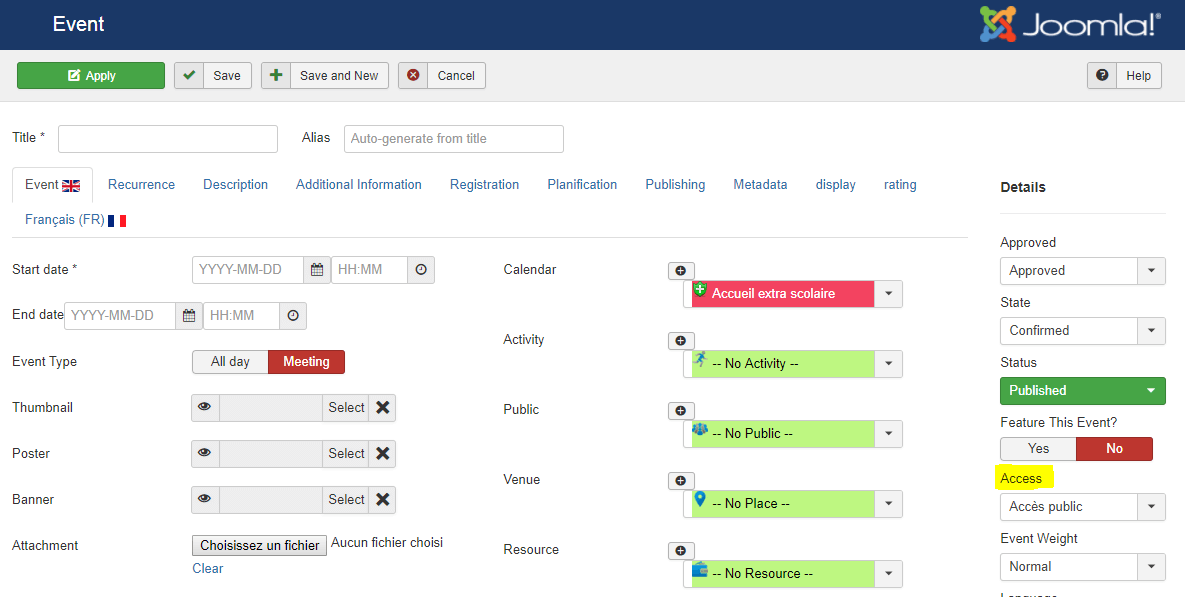 Event
Joomla!®
Apply Save Save and New Cancel Help
Title * Alias Auto-generate from title
Event Recurrence Description Additional Information Registration Planification Publishing Metadata display rating
Français (FR)
Start date * YYYY-MM-DD HH:MM
End date YYYY-MM-DD HH:MM
Event Type All day Meeting
Thumbnail Select
Poster Select
Banner Select
Attachment Choisissez un fichier Aucun fichier choisi
Clear
Calendar
Accueil extra scolaire
Activity
-- No Activity --
Public
-- No Public --
Venue
-- No Place --
Resource
-- No Resource --
Details
Approved
Approved
State
Confirmed
Status
Published
Feature This Event?
Yes No
Access
Accès public
Event Weight
Normal
Language